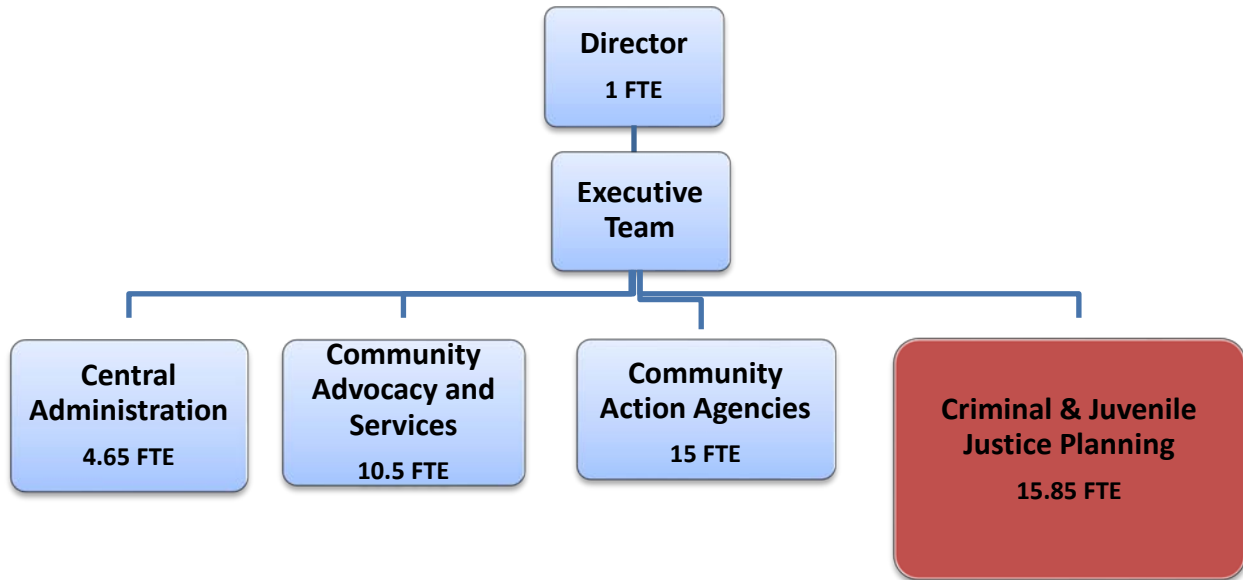 Director
1 FTE
Executive
Team
Central
Administration
4.65 FTE
Community
Advocacy and
Services
10.5 FTE
Community
Action Agencies
15 FTE
Criminal & Juvenile
Justice Planning
15.85 FTE